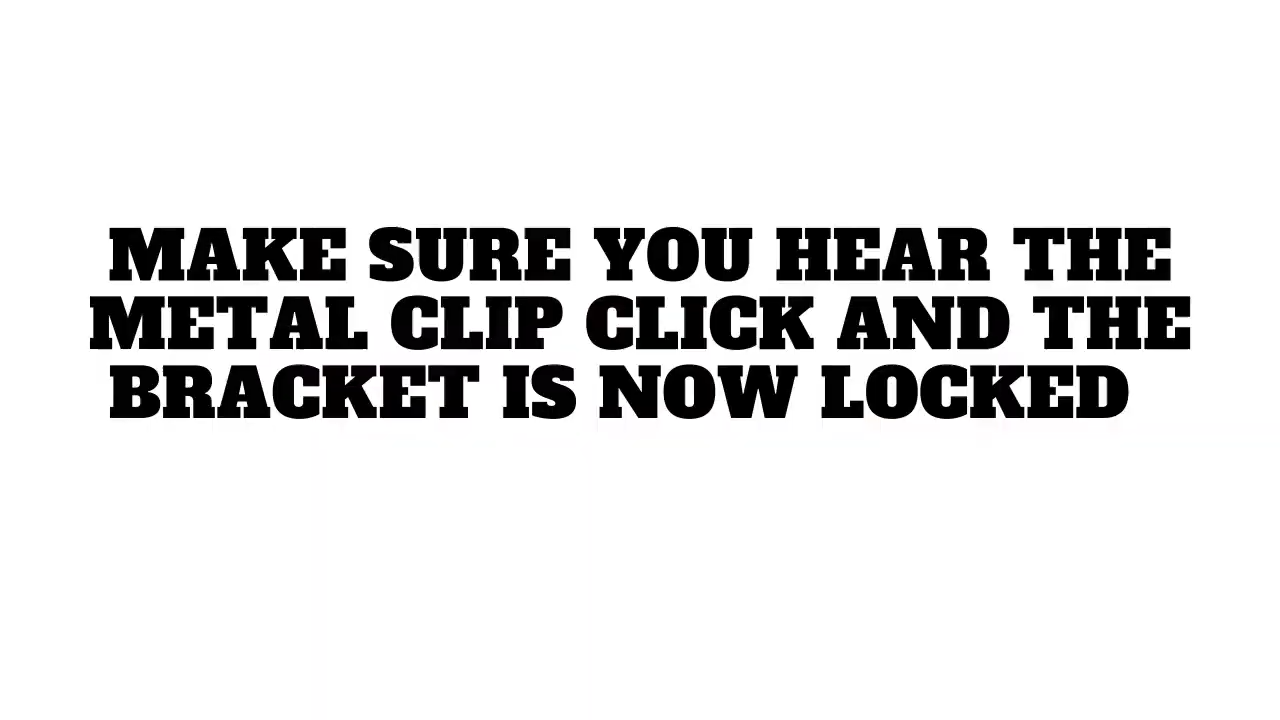 MAKE SURE YOU HEAR THE
METAL CLIP CLICK AND THE
BRACKET IS NOW LOCKED